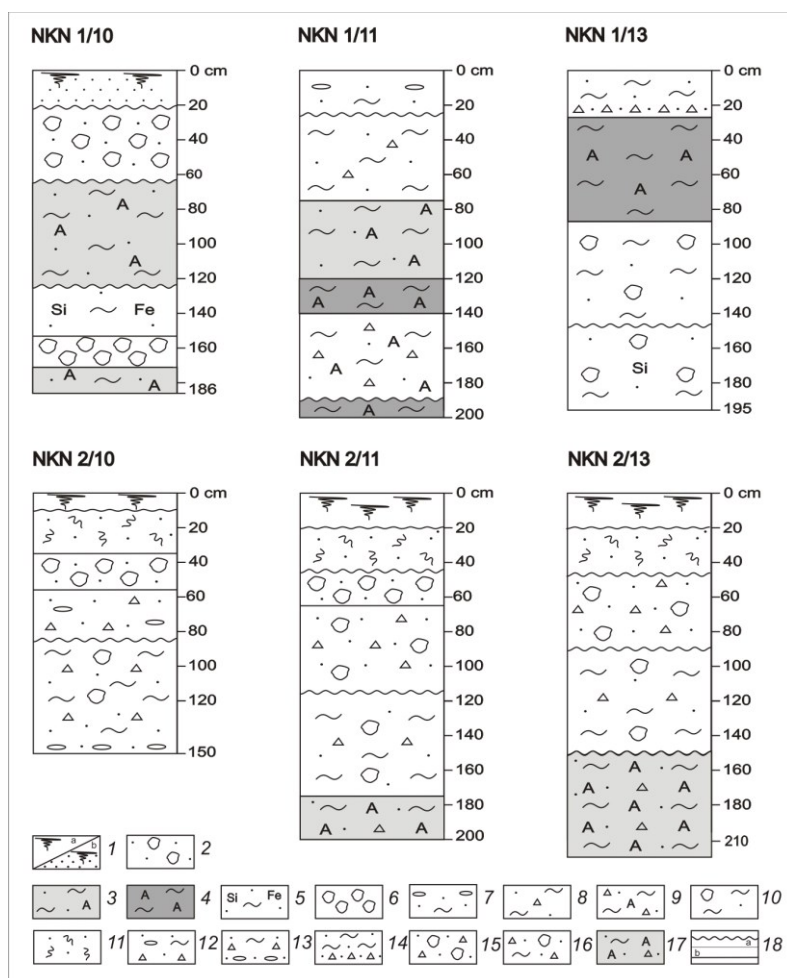 NKN 1/10 NKN 1/11 NKN 1/13
0 cm 0 cm 0 cm
20 20 20
40 40 40
60 60 60
A A A A
80 80 80
A A A
100 100 100
A A
120 120 120
A A A
Si Fe
140 140 140
A
160 160 160
A Si
A A A
186 180 180
A
200 195
NKN 2/10 NKN 2/11 NKN 2/13
0 cm 0 cm 0 cm
20 20 20
40 40 40
60 60 60
80 80 80
100 100 100
120 120 120
150 140 140
160 A 160
A A
A 180 A 180
A A A A
200 A 210
a b 1 2
A 3 A A A 4 Si Fe 5 6 7 8 A A 9 10
11 12 13 14 15 16 A A 17 a b 18